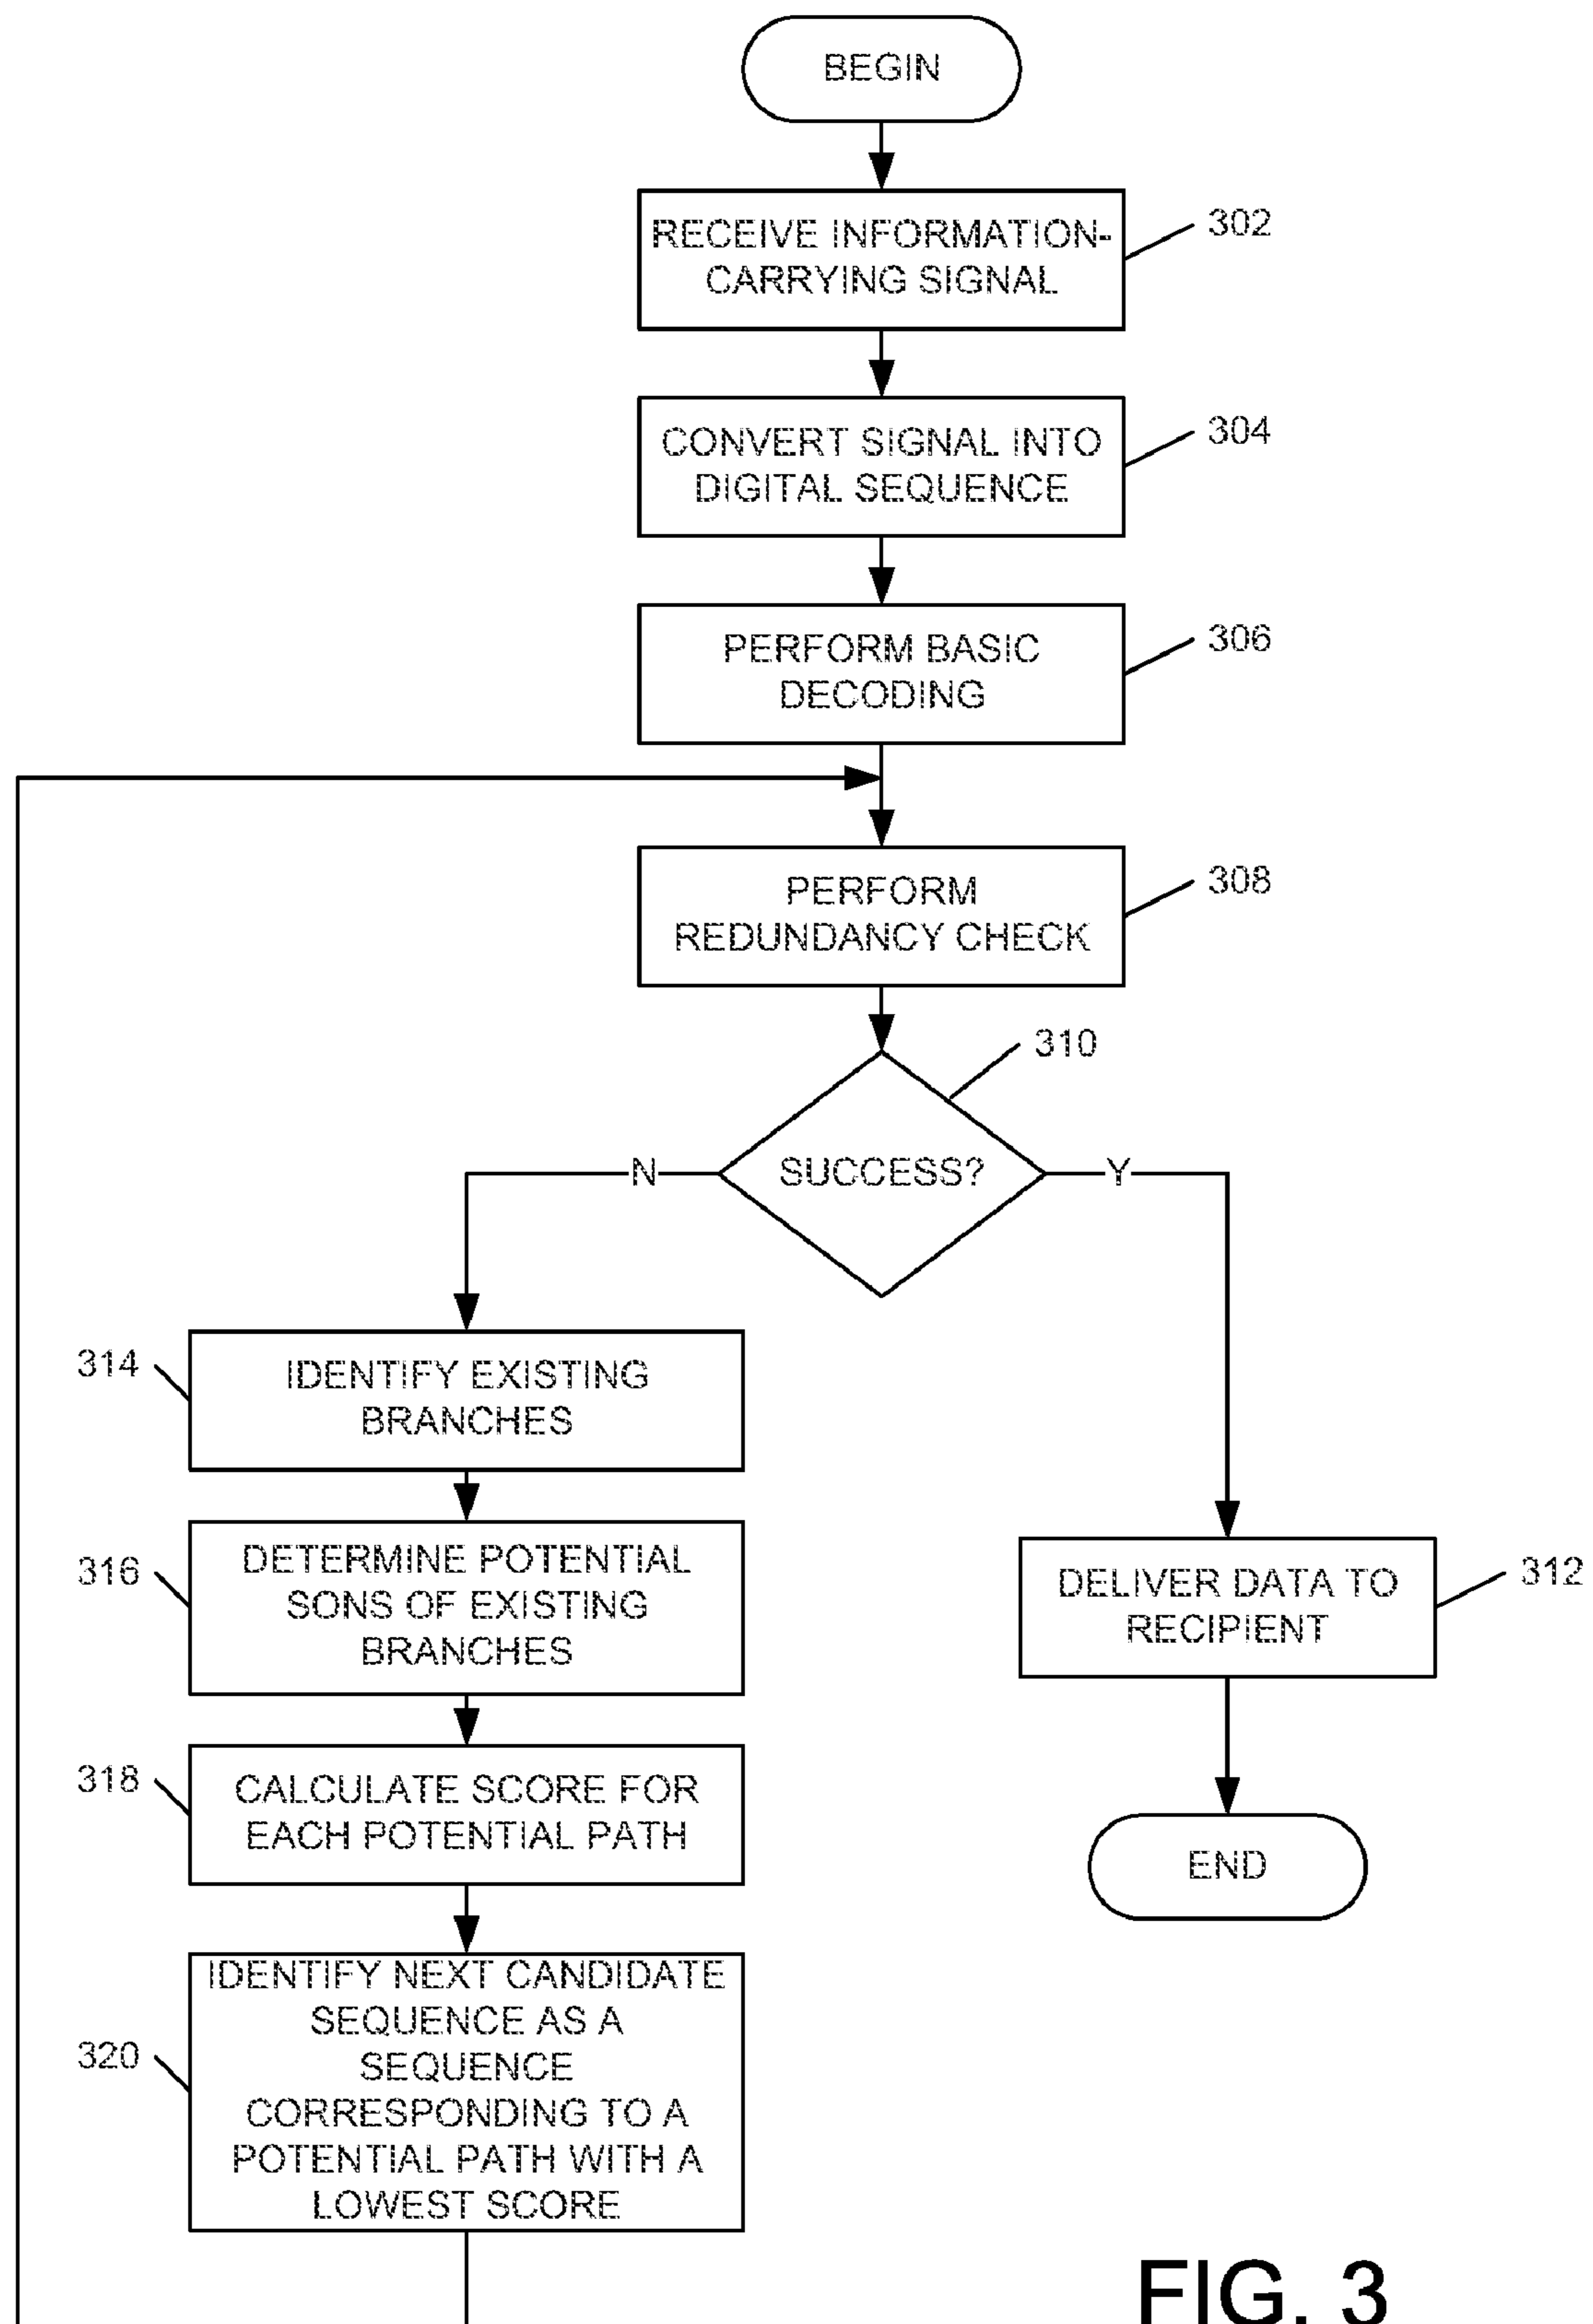 BEGIN
RECEIVE INFORMATION-
CARRYING SIGNAL
302
CONVERT SIGNAL INTO
DIGITAL SEQUENCE
304
PERFORM BASIC
DECODING
306
PERFORM
REDUNDANCY CHECK
308
310
N
SUCCESS?
Y
314
IDENTIFY EXISTING
BRANCHES
316
DETERMINE POTENTIAL
SONS OF EXISTING
BRANCHES
DELIVER DATA TO
RECIPIENT
312
318
CALCULATE SCORE FOR
EACH POTENTIAL PATH
END
320
IDENTIFY NEXT CANDIDATE
SEQUENCE AS A
SEQUENCE
CORRESPONDING TO A
POTENTIAL PATH WITH A
LOWEST SCORE
FIG. 3